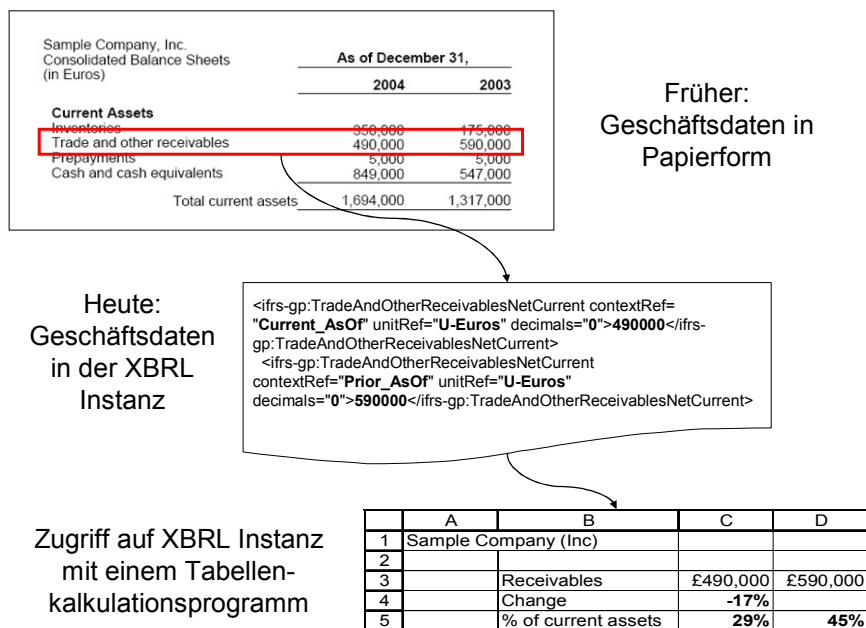 Sample Company, Inc.
Consolidated Balance Sheets
(in Euros)
As of December 31,
2004 2003
Current Assets
Inventories 350,000 175,000
Trade and other receivables 490,000 590,000
Prepayments 5,000 5,000
Cash and cash equivalents 849,000 547,000
Total current assets 1,694,000 1,317,000
Früher:
Geschäftsdaten in
Papierform
Heute:
Geschäftsdaten
in der XBRL
Instanz
<ifrs-gp:TradeAndOtherReceivablesNetCurrent contextRef=
"Current_AsOf" unitRef="U-Euros" decimals="0">490000</ifrs-
gp:TradeAndOtherReceivablesNetCurrent>
<ifrs-gp:TradeAndOtherReceivablesNetCurrent
contextRef="Prior_AsOf" unitRef="U-Euros"
decimals="0">590000</ifrs-gp:TradeAndOtherReceivablesNetCurrent>
Zugriff auf XBRL Instanz
mit einem Tabellen-
kalkulationsprogramm
A B C D
1 Sample Company (Inc)
2
3 Receivables £490,000 £590,000
4 Change -17%
5 % of current assets 29% 45%